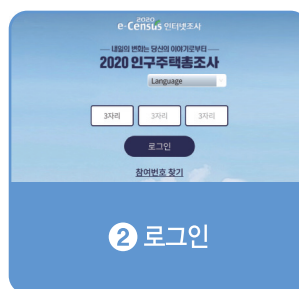 2020
e-Census 인터넷조사
내일의 변화는 당신의 이야기로부터
2020 인구주택총조사
Language
3자리 3자리 3자리
로그인
참여번호 찾기
2 로그인